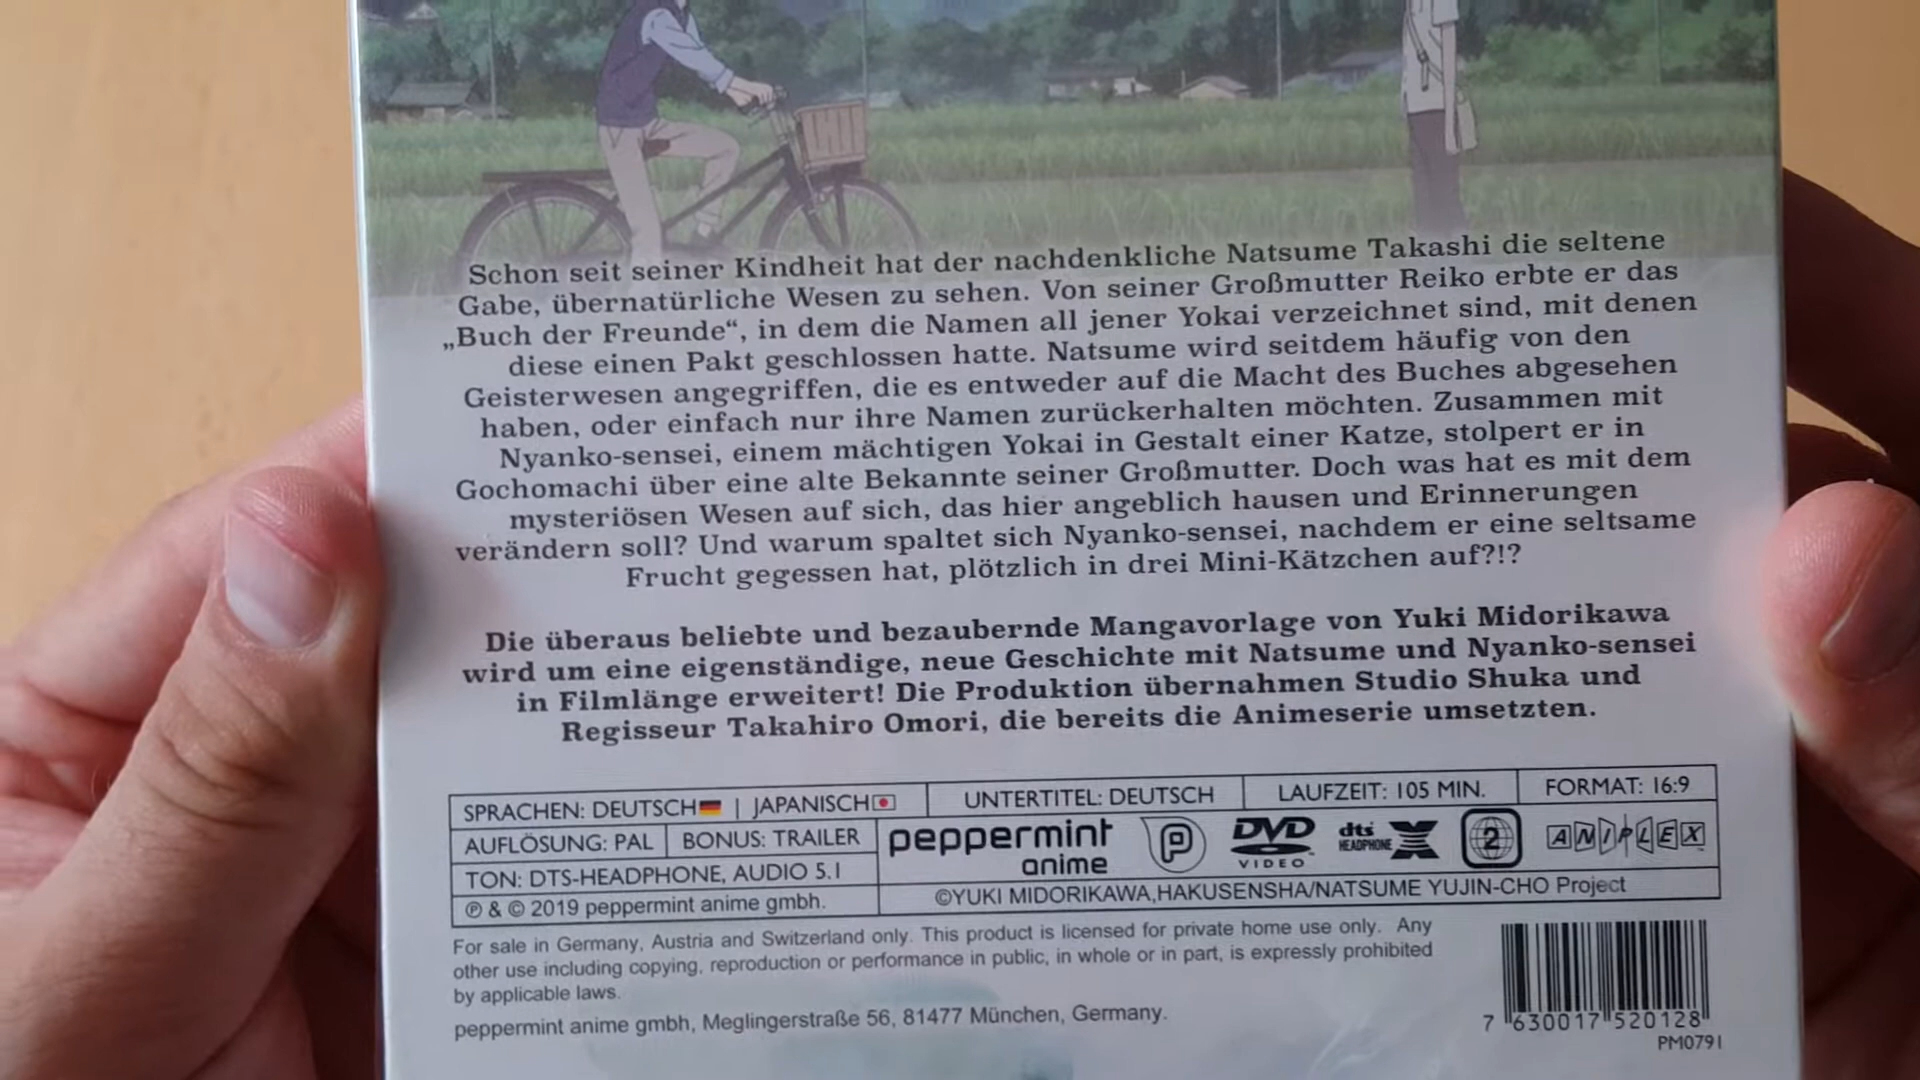 Schon seit seiner Kindheit hat der nachdenkliche Natsume Takashi die seltene
Gabe, übernatürliche Wesen zu sehen. Von seiner Großmutter Reiko erbte er das
„Buch der Freunde“, in dem die Namen all jener Yokai verzeichnet sind, mit denen
diese einen Pakt geschlossen hatte. Natsume wird seitdem häufig von den
Geisterwesen angegriffen, die es entweder auf die Macht des Buches abgesehen
haben, oder einfach nur ihre Namen zurückerhalten möchten. Zusammen mit
Nyanko-sensei, einem mächtigen Yokai in Gestalt einer Katze, stolpert er in
Gochomachi über eine alte Bekannte seiner Großmutter. Doch was hat es mit dem
mysteriösen Wesen auf sich, das hier angeblich hausen und Erinnerungen
verändern soll? Und warum spaltet sich Nyanko-sensei, nachdem er eine seltsame
Frucht gegessen hat, plötzlich in drei Mini-Kätzchen auf?!?
Die überaus beliebte und bezaubernde Mangavorlage von Yuki Midorikawa
wird um eine eigenständige, neue Geschichte mit Natsume und Nyanko-sensei
in Filmlänge erweitert! Die Produktion übernahmen Studio Shuka und
Regisseur Takahiro Omori, die bereits die Animeserie umsetzten.
SPRACHEN: DEUTSCH | JAPANISCH UNTERTITEL: DEUTSCH LAUFZEIT: 105 MIN. FORMAT: 16:9
AUFLÖSUNG: PAL BONUS: TRAILER
TON: DTS-HEADPHONE, AUDIO 5.1
℗ & © 2019 peppermint anime gmbh.
peppermint
anime
P
DVD
VIDEO
dts
HEADPHONE X
2
ANIPLEX
©YUKI MIDORIKAWA,HAKUSENSHA/NATSUME YUJIN-CHO Project
For sale in Germany, Austria and Switzerland only. This product is licensed for private home use only. Any
other use including copying, reproduction or performance in public, in whole or in part, is expressly prohibited
by applicable laws.
peppermint anime gmbh, Meglingerstraße 56, 81477 München, Germany.
7 630017 520128
PM0791